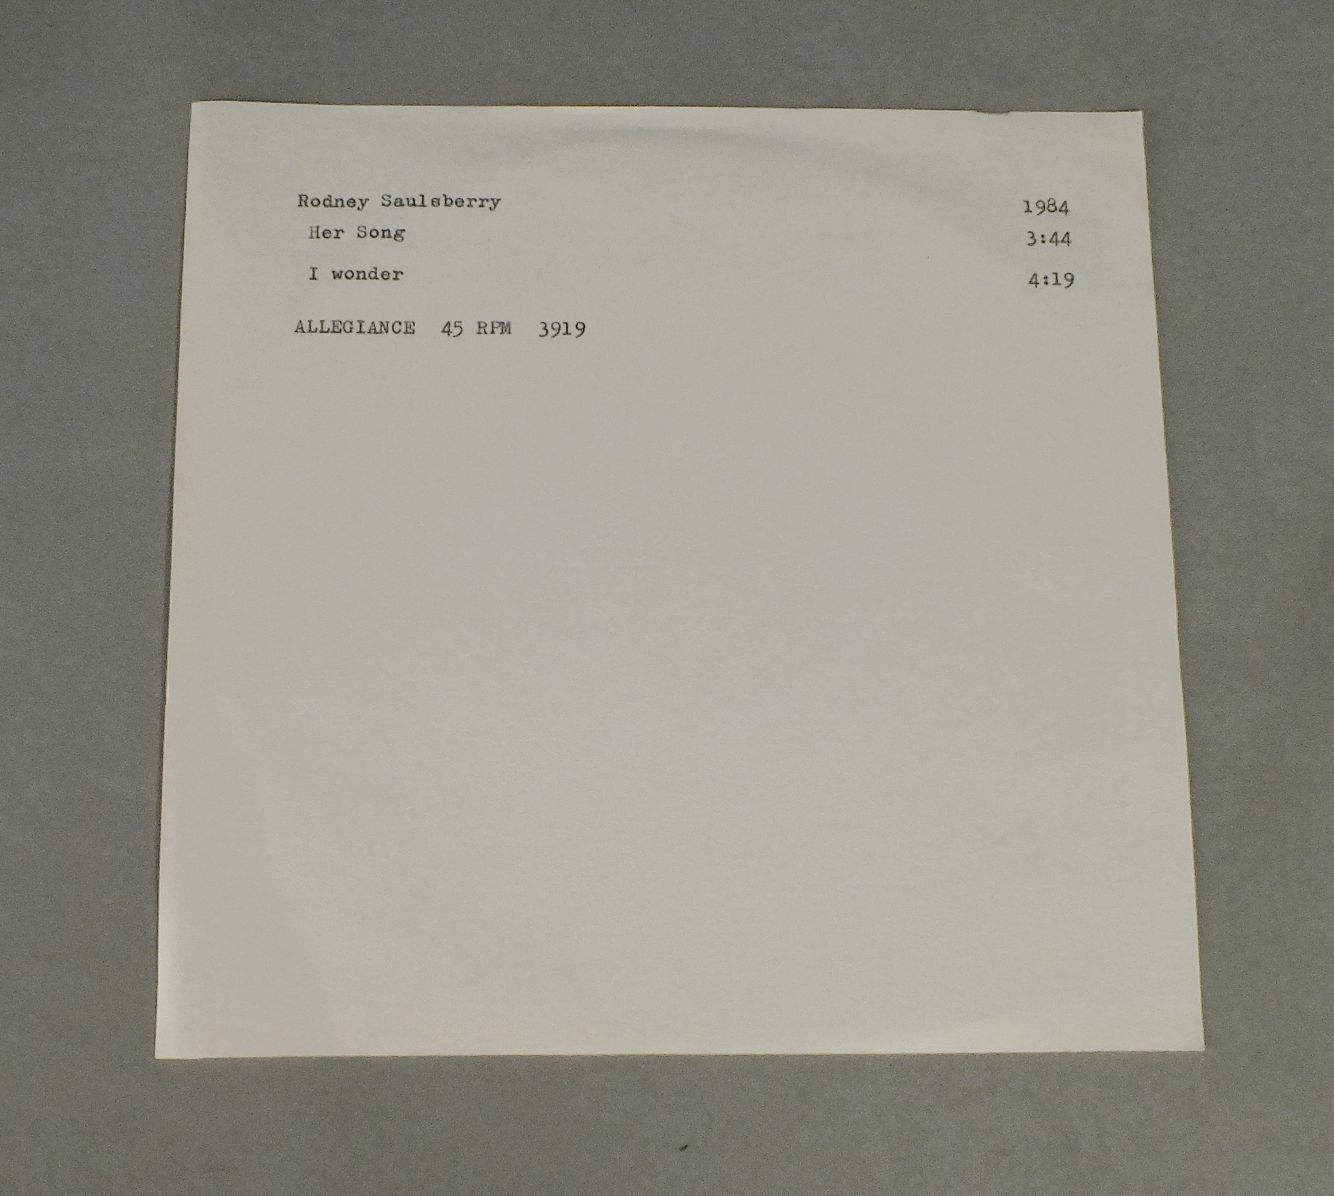 Rodney Saulsberry 1984
Her Song 3:44
I wonder 4:19
ALLEGIANCE 45 RPM 3919